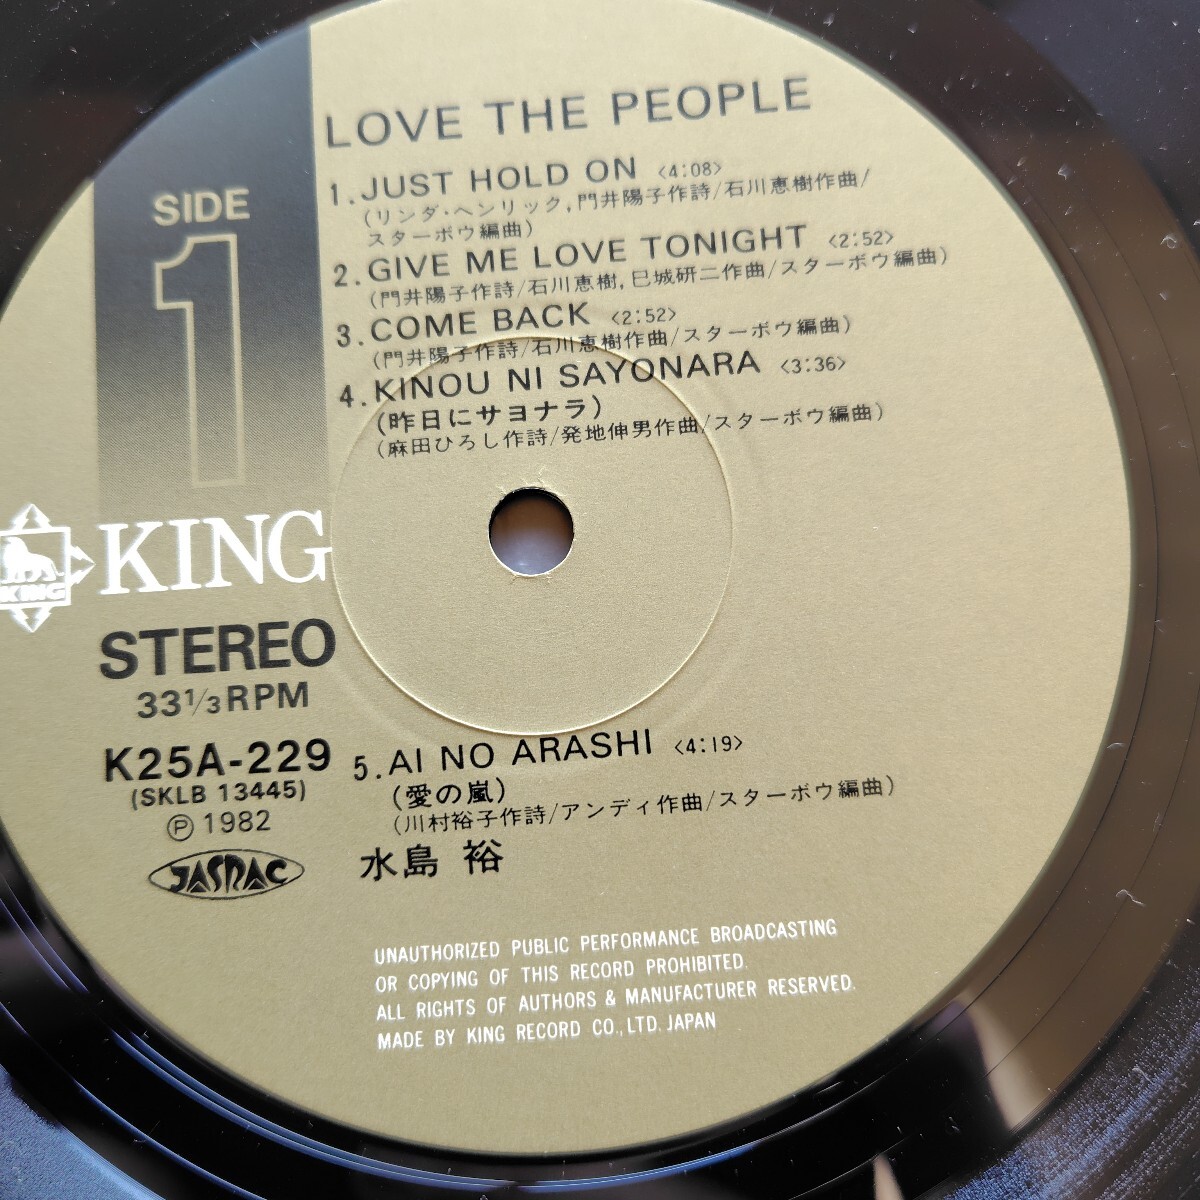 LOVE THE PEOPLE
SIDE
1
1. JUST HOLD ON <4:08>
(リンダ・ヘンリック,門井陽子作詩/石川恵樹作曲/
スターボウ編曲)
2. GIVE ME LOVE TONIGHT <2:52>
(門井陽子作詩/石川恵樹,巳城研二作曲/スターボウ編曲)
3. COME BACK <2:52>
(門井陽子作詩/石川恵樹作曲/スターボウ編曲)
4. KINOU NI SAYONARA <3:36>
(昨日にサヨナラ)
(麻田ひろし作詩/発地伸男作曲/スターボウ編曲)
KING
KING
STEREO
33 1/3 RPM
K25A-229
(SKLB 13445)
Ⓟ 1982
JASRAC
5. AI NO ARASHI <4:19>
(愛の嵐)
(川村裕子作詩/アンディ作曲/スターボウ編曲)
水島 裕
UNAUTHORIZED PUBLIC PERFORMANCE BROADCASTING
OR COPYING OF THIS RECORD PROHIBITED.
ALL RIGHTS OF AUTHORS & MANUFACTURER RESERVED.
MADE BY KING RECORD CO., LTD. JAPAN